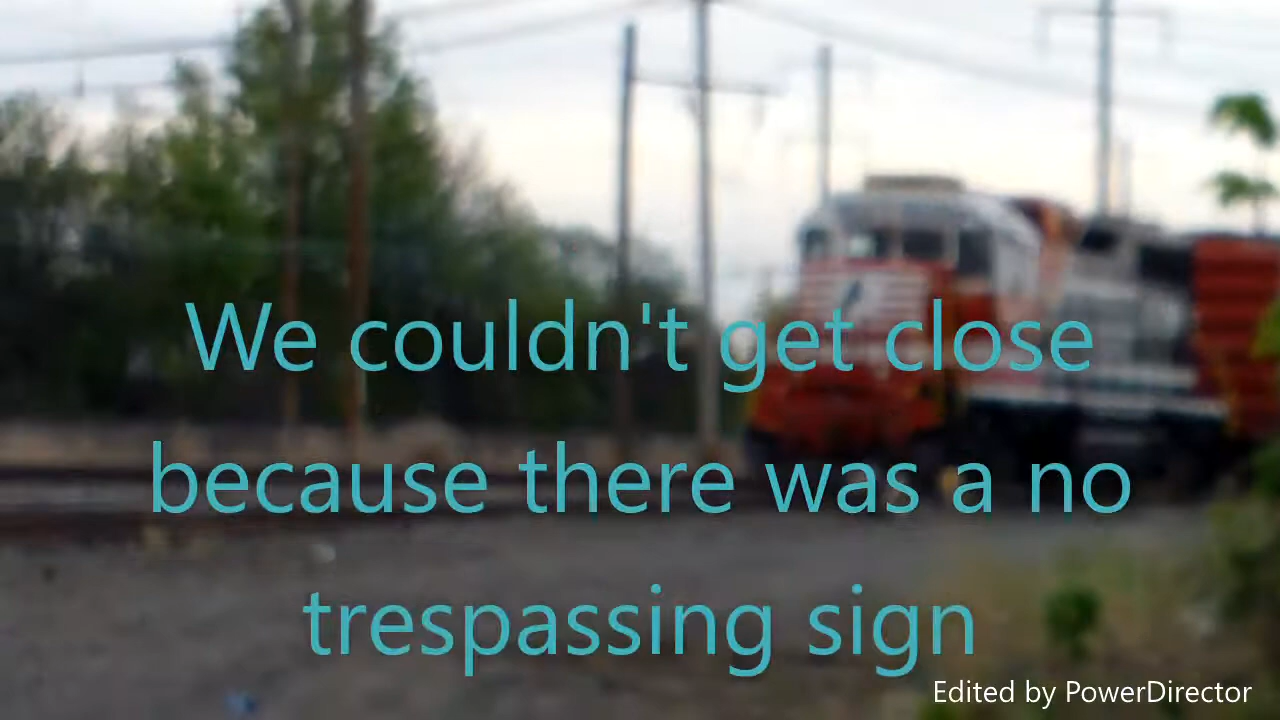 We couldn't get close
because there was a no
trespassing sign
Edited by PowerDirector